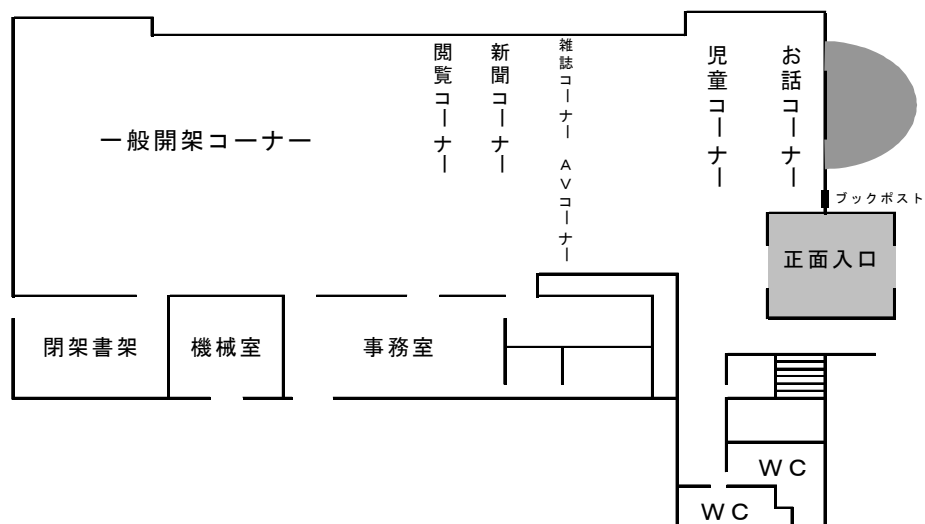 一般開架コーナー
閲覧コーナー
新聞コーナー
雑誌コーナー AVコーナー
児童コーナー
お話コーナー
ブックポスト
正面入口
閉架書架
機械室
事務室
WC
WC